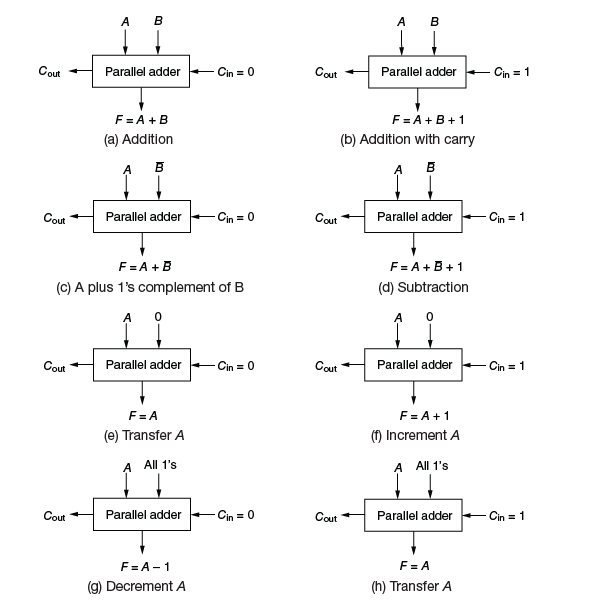 A B
Cout Parallel adder Cin = 0
F = A + B
(a) Addition
A B
Cout Parallel adder Cin = 1
F = A + B + 1
(b) Addition with carry
A B̅
Cout Parallel adder Cin = 0
F = A + B̅
(c) A plus 1's complement of B
A B̅
Cout Parallel adder Cin = 1
F = A + B̅ + 1
(d) Subtraction
A 0
Cout Parallel adder Cin = 0
F = A
(e) Transfer A
A 0
Cout Parallel adder Cin = 1
F = A + 1
(f) Increment A
A All 1's
Cout Parallel adder Cin = 0
F = A – 1
(g) Decrement A
A All 1's
Cout Parallel adder Cin = 1
F = A
(h) Transfer A